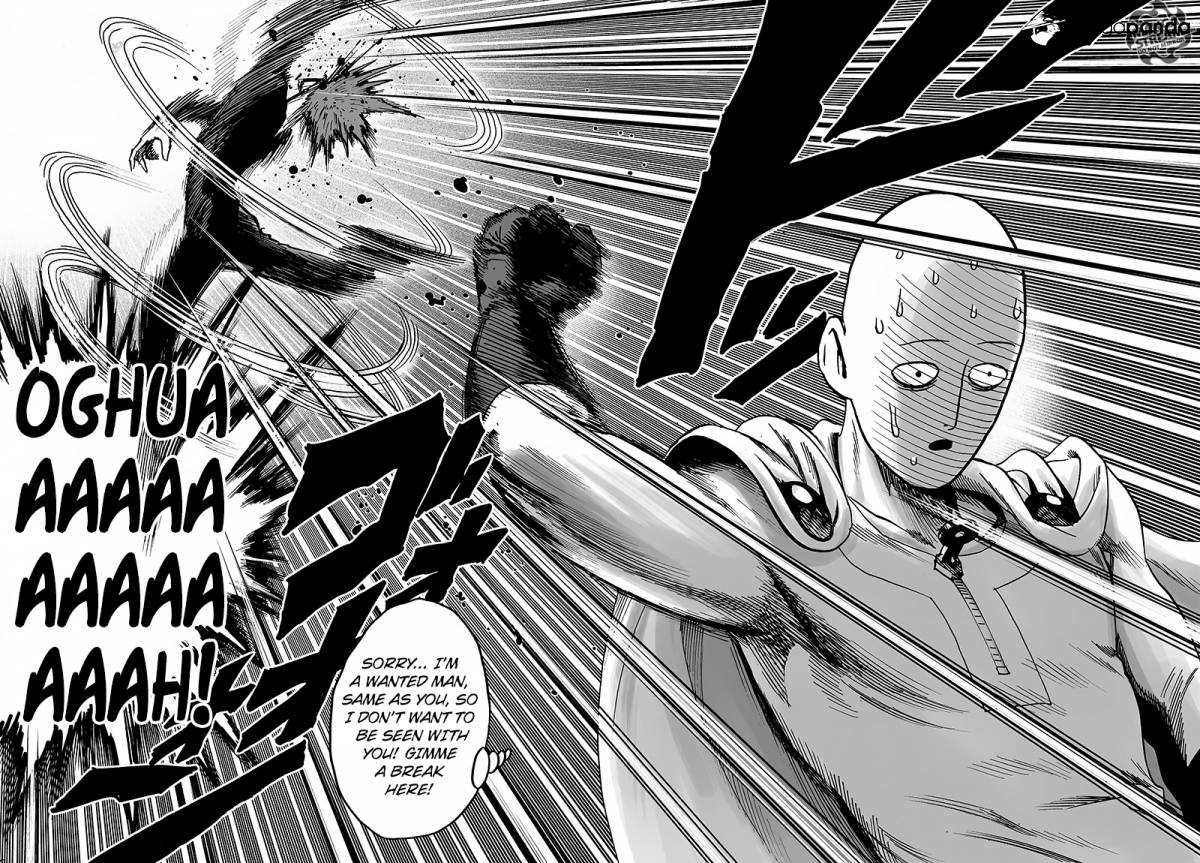 panda
OGHUA
AAAAA
AAAAA
AAAH!
SORRY... I'M
A WANTED MAN,
SAME AS YOU, SO
I DON'T WANT TO
BE SEEN WITH
YOU! GIMME
A BREAK
HERE!